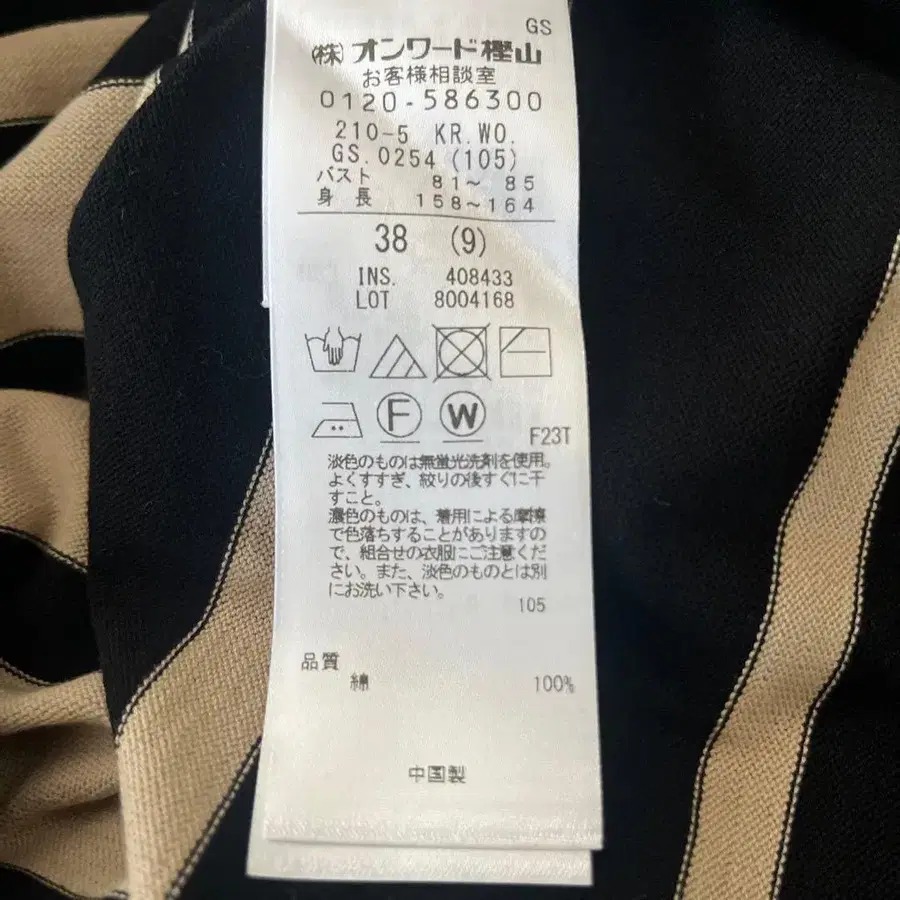 GS
㈱ オンワード樫山
お客様相談室
0120-586300
210-5 KR.WO.
GS.0254 (105)
バスト 81～ 85
身 長 158～164
38 (9)
INS. 408433
LOT 8004168
F W
F23T
淡色のものは無蛍光洗剤を使用。
よくすすぎ、絞りの後すぐに干
すこと。
濃色のものは、着用による摩擦
で色落ちすることがありますの
で、組合せの衣服にご注意くだ
さい。また、淡色のものとは別
にお洗い下さい。
105
品質
綿 100%
中国製